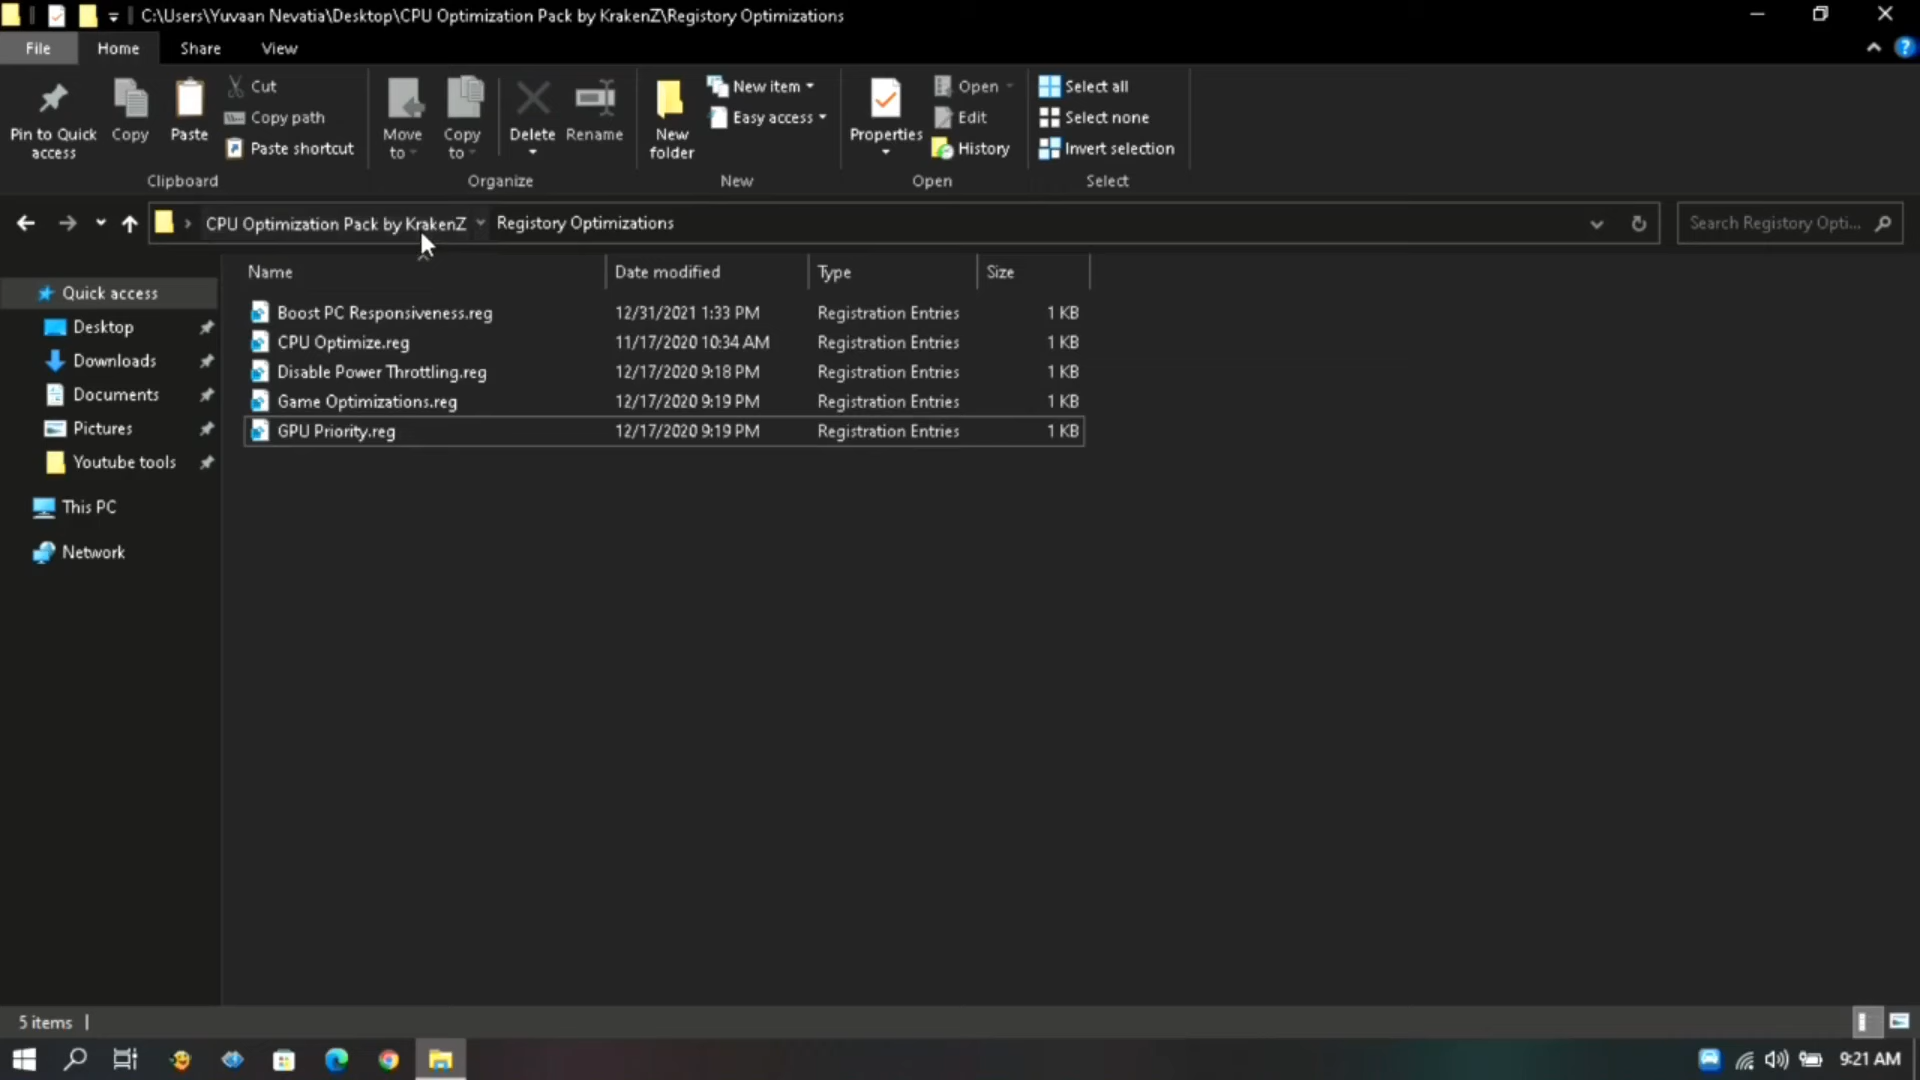 C:\Users\Yuvaan Nevatia\Desktop\CPU Optimization Pack by KrakenZ\Registory Optimizations
File Home Share View
Pin to Quick access
Copy
Paste
Cut
Copy path
Paste shortcut
Clipboard
Move to
Copy to
Delete
Rename
Organize
New folder
New item
Easy access
New
Properties
Open
Edit
History
Open
Select all
Select none
Invert selection
Select
CPU Optimization Pack by KrakenZ Registory Optimizations
Search Registory Opti...
Name Date modified Type Size
Boost PC Responsiveness.reg 12/31/2021 1:33 PM Registration Entries 1 KB
CPU Optimize.reg 11/17/2020 10:34 AM Registration Entries 1 KB
Disable Power Throttling.reg 12/17/2020 9:18 PM Registration Entries 1 KB
Game Optimizations.reg 12/17/2020 9:19 PM Registration Entries 1 KB
GPU Priority.reg 12/17/2020 9:19 PM Registration Entries 1 KB
Quick access
Desktop
Downloads
Documents
Pictures
Youtube tools
This PC
Network
5 items
9:21 AM